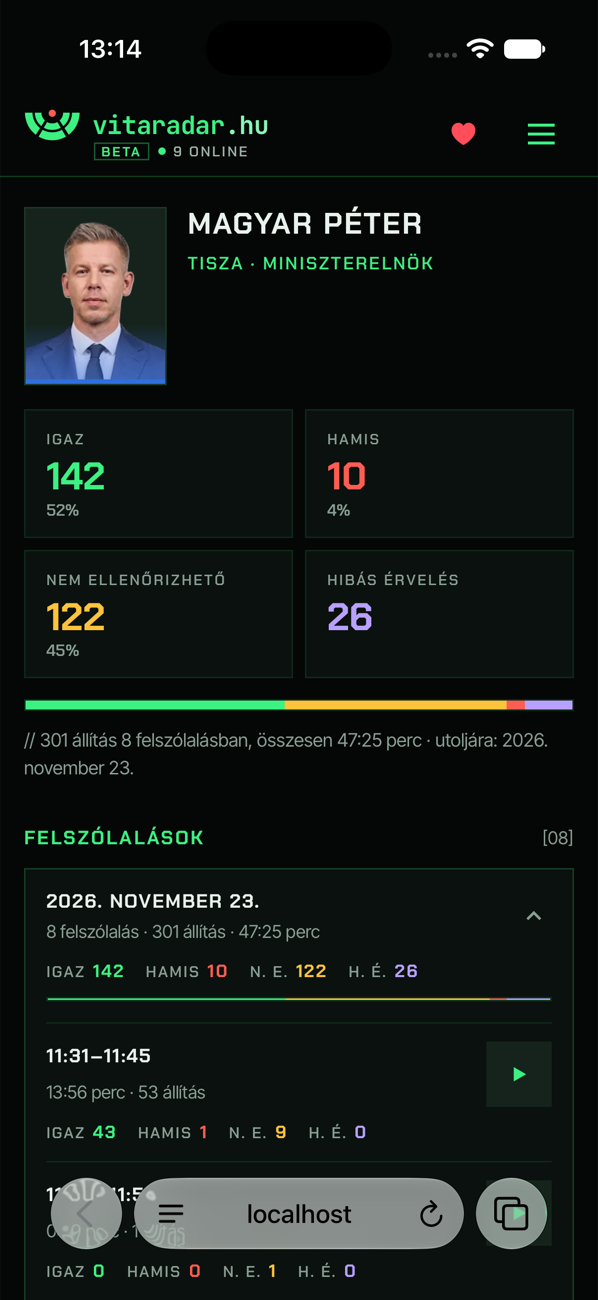 13:14
vitaradar.hu
BETA 9 ONLINE
MAGYAR PÉTER
TISZA · MINISZTERELNÖK
IGAZ
142
52%
HAMIS
10
4%
NEM ELLENŐRIZHETŐ
122
45%
HIBÁS ÉRVELÉS
26
// 301 állítás 8 felszólalásban, összesen 47:25 perc · utoljára: 2026.
november 23.
FELSZÓLALÁSOK [08]
2026. NOVEMBER 23.
8 felszólalás · 301 állítás · 47:25 perc
IGAZ 142 HAMIS 10 N. E. 122 H. É. 26
11:31–11:45
13:56 perc · 53 állítás
IGAZ 43 HAMIS 1 N. E. 9 H. É. 0
localhost
IGAZ 0 HAMIS 0 N. E. 1 H. É. 0